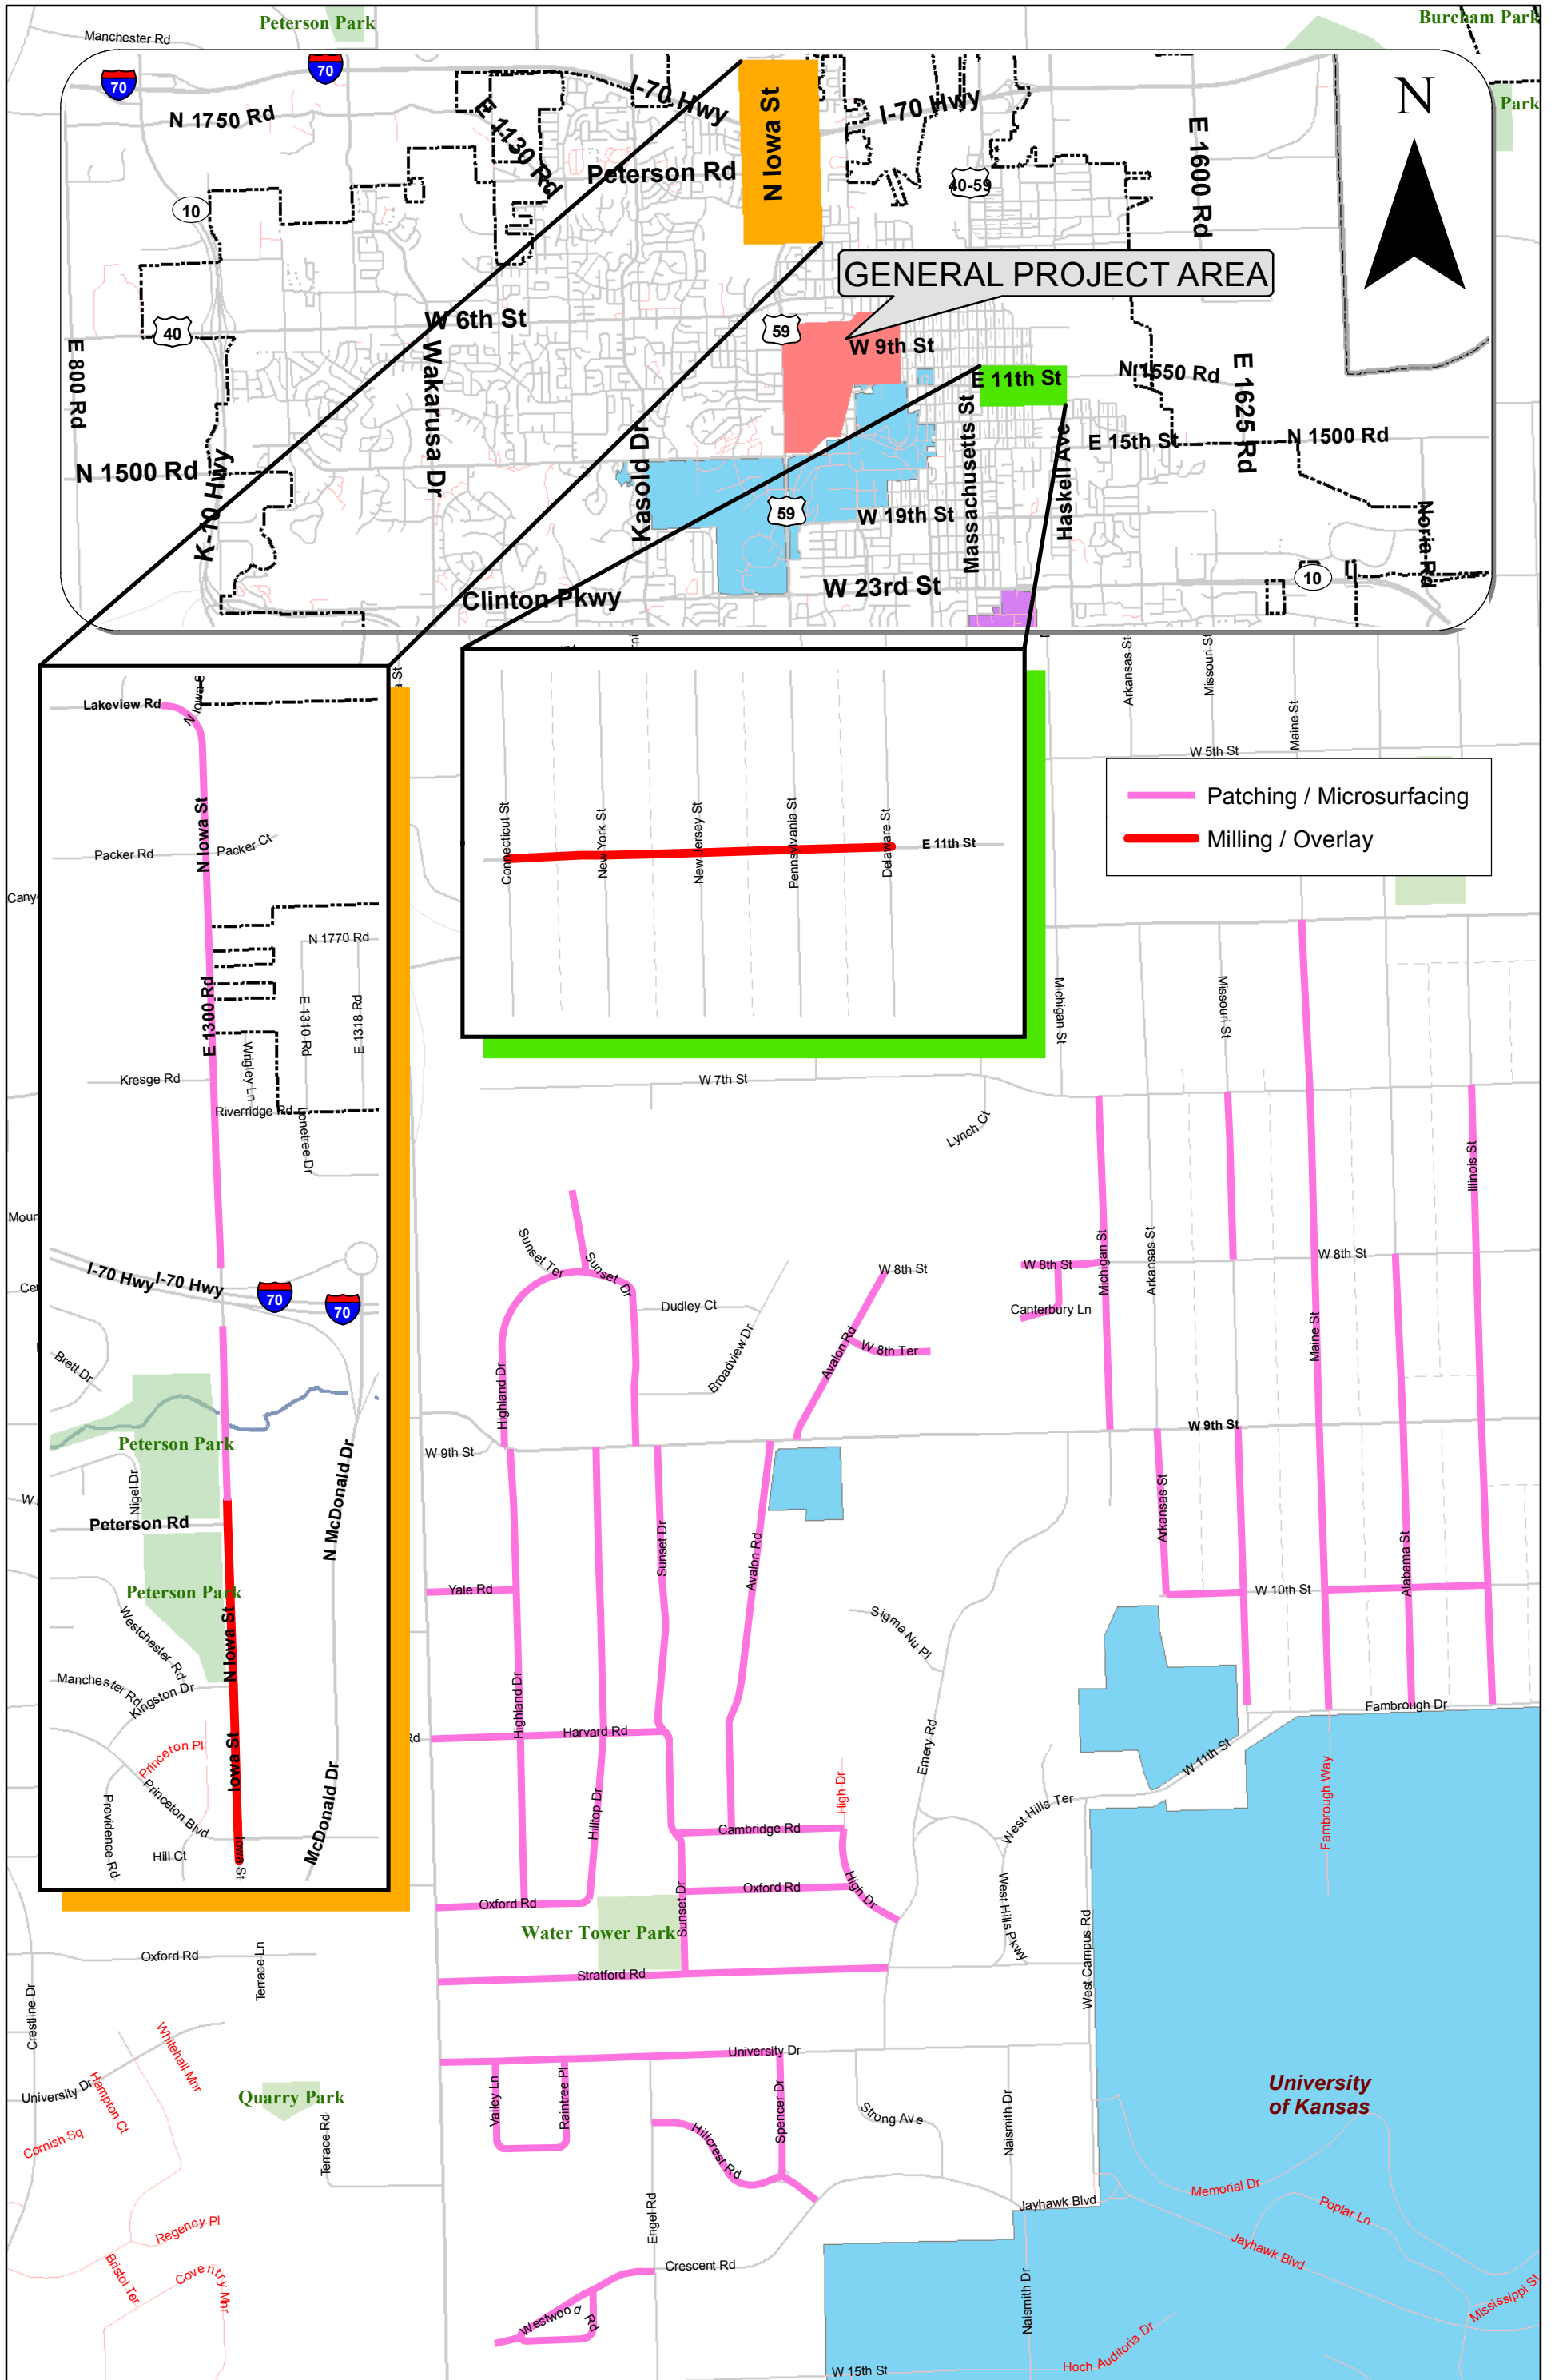 Peterson Park
Burcham Park
Manchester Rd
70
70
N 1750 Rd
E 1130 Rd
I-70 Hwy
N Iowa St
I-70 Hwy
Peterson Rd
40-59
E 1600 Rd
N
Park
10
GENERAL PROJECT AREA
40
W 6th St
59
W 9th St
E 800 Rd
Wakarusa Dr
E 11th St
N 1550 Rd
E 1625 Rd
N 1500 Rd
K-10 Hwy
Kasold Dr
Massachusetts St
Haskell Ave
E 15th St
N 1500 Rd
59
W 19th St
Noria Rd
Clinton Pkwy
W 23rd St
10
Arkansas St
Missouri St
Maine St
W 5th St
Patching / Microsurfacing
Milling / Overlay
Connecticut St
New York St
New Jersey St
Pennsylvania St
Delaware St
E 11th St
Lakeview Rd
N Iowa S
N Iowa St
Packer Rd
Packer Ct
N 1770 Rd
E 1300 Rd
E 1310 Rd
E 1318 Rd
Kresge Rd
Wrigley Ln
Riverridge Rd
Lonetree Dr
I-70 Hwy
I-70 Hwy
70
70
Brett Dr
Peterson Park
Nigel Dr
Peterson Rd
N McDonald Dr
Peterson Park
N Iowa St
Westchester Rd
Manchester Rd
Kingston Dr
Princeton Pl
Iowa St
Princeton Blvd
Providence Rd
Hill Ct
Iowa St
McDonald Dr
W 7th St
Lynch Ct
Michigan St
Missouri St
Illinois St
Sunset Ter
Sunset Dr
Dudley Ct
Broadview Dr
Highland Dr
W 8th St
Avalon Rd
W 8th Ter
W 8th St
Canterbury Ln
Michigan St
Arkansas St
W 8th St
Maine St
W 9th St
W 9th St
Yale Rd
Sunset Dr
Avalon Rd
Arkansas St
W 10th St
Alabama St
Sigma Nu Pl
Highland Dr
Harvard Rd
Emery Rd
Fambrough Dr
W 11th St
Hilltop Dr
Cambridge Rd
High Dr
West Hills Ter
Fambrough Way
Oxford Rd
Sunset Dr
Oxford Rd
High Dr
West Hills Pkwy
West Campus Rd
Water Tower Park
Oxford Rd
Terrace Ln
Stratford Rd
Crestline Dr
Whitehall Mnr
University Dr
University Dr
Hampton Ct
Cornish Sq
Quarry Park
Terrace Rd
Valley Ln
Raintree Pl
Spencer Dr
Hillcrest Rd
Strong Ave
Naismith Dr
University
of Kansas
Memorial Dr
Poplar Ln
Jayhawk Blvd
Jayhawk Blvd
Regency Pl
Bristol Ter
Coventry Mnr
Engel Rd
Crescent Rd
Westwood Rd
Naismith Dr
Mississippi St
Hoch Auditoria Dr
W 15th St